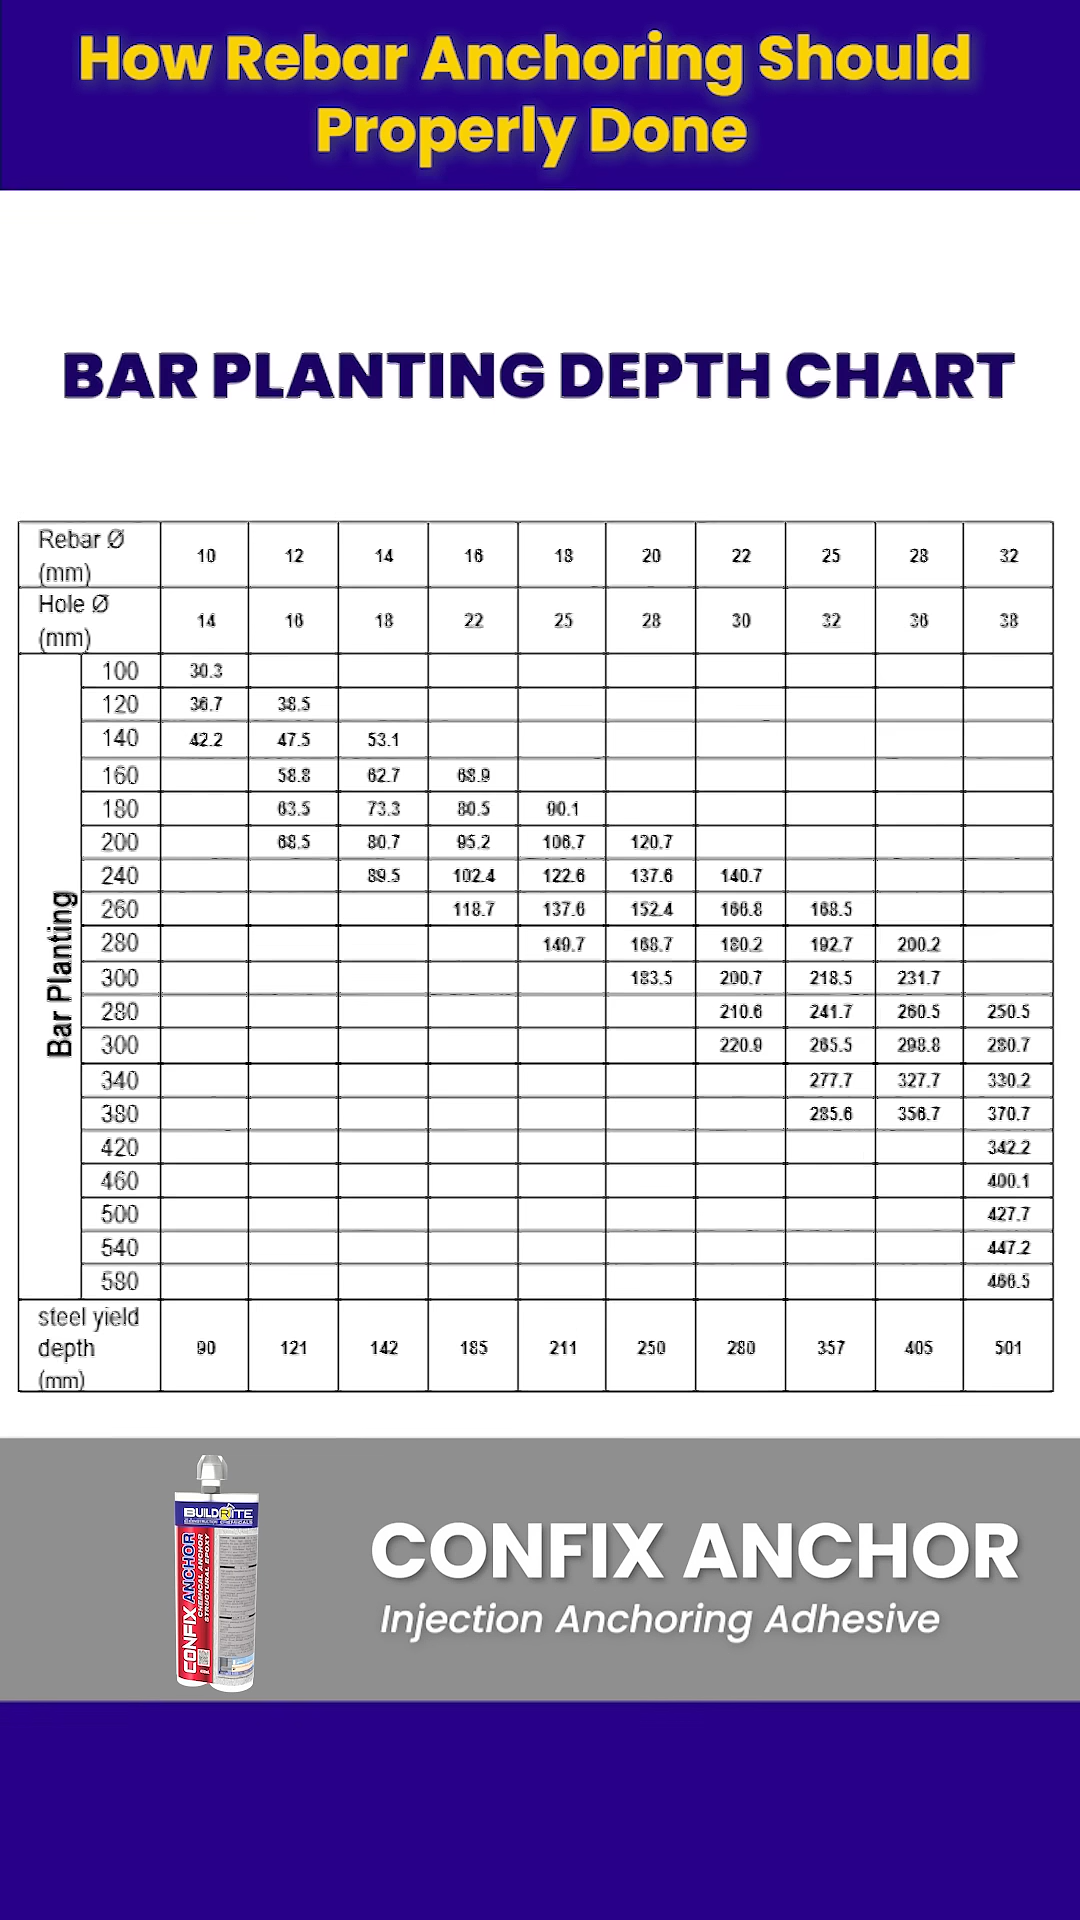 How Rebar Anchoring Should
Properly Done
BAR PLANTING DEPTH CHART
Rebar Ø (mm) 10 12 14 16 18 20 22 25 28 32
Hole Ø (mm) 14 16 18 22 25 28 30 32 36 38
Bar Planting
100 30.3
120 36.7 38.5
140 42.2 47.5 53.1
160 58.8 62.7 68.9
180 63.5 73.3 80.5 90.1
200 68.5 80.7 95.2 106.7 120.7
240 89.5 102.4 122.6 137.6 140.7
260 118.7 137.6 152.4 166.8 168.5
280 149.7 168.7 180.2 192.7 200.2
300 183.5 200.7 218.5 231.7
280 210.6 241.7 260.5 250.5
300 220.9 265.5 298.8 280.7
340 277.7 327.7 330.2
380 285.6 356.7 370.7
420 342.2
460 400.1
500 427.7
540 447.2
580 466.5
steel yield depth (mm) 90 121 142 185 211 250 280 357 405 501
BUILDRITE
CONSTRUCTION CHEMICALS
CONFIX ANCHOR
CHEMICAL ANCHOR
STRUCTURAL EPOXY
CONFIX ANCHOR
Injection Anchoring Adhesive